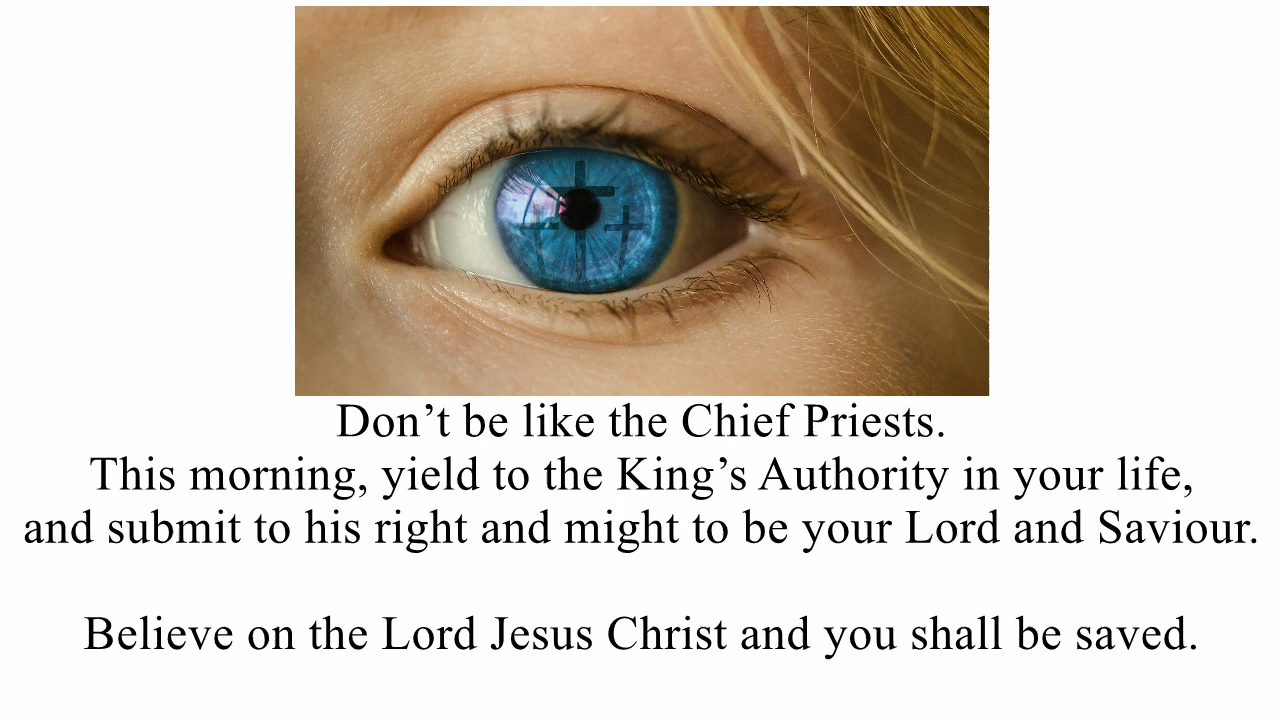 Don’t be like the Chief Priests.
This morning, yield to the King’s Authority in your life,
and submit to his right and might to be your Lord and Saviour.
Believe on the Lord Jesus Christ and you shall be saved.